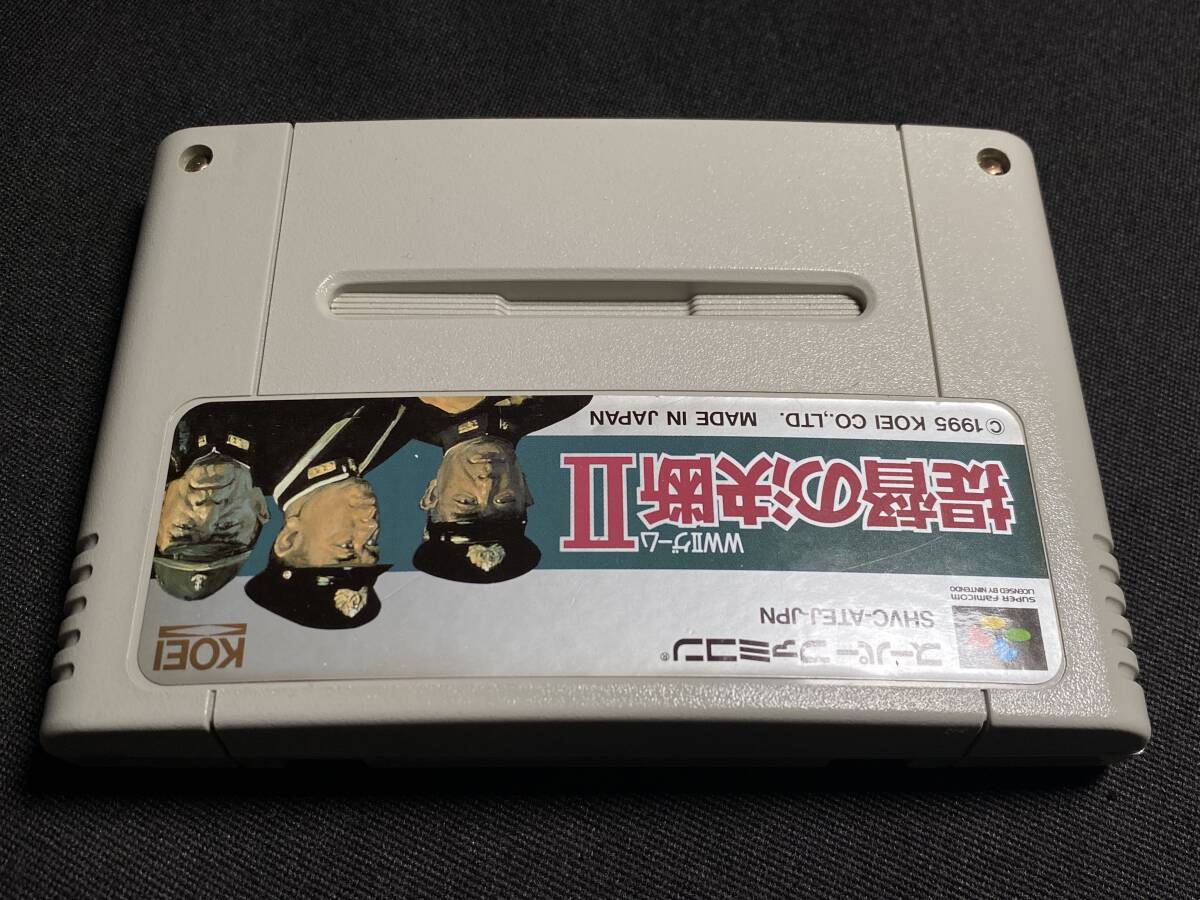 スーパーファミコン®
SHVC-ATEJ-JPN
SUPER FAMICOM
LICENSED BY NINTENDO
KOEI
WWⅡゲーム
提督の決断Ⅱ
©1995 KOEI CO.,LTD. MADE IN JAPAN